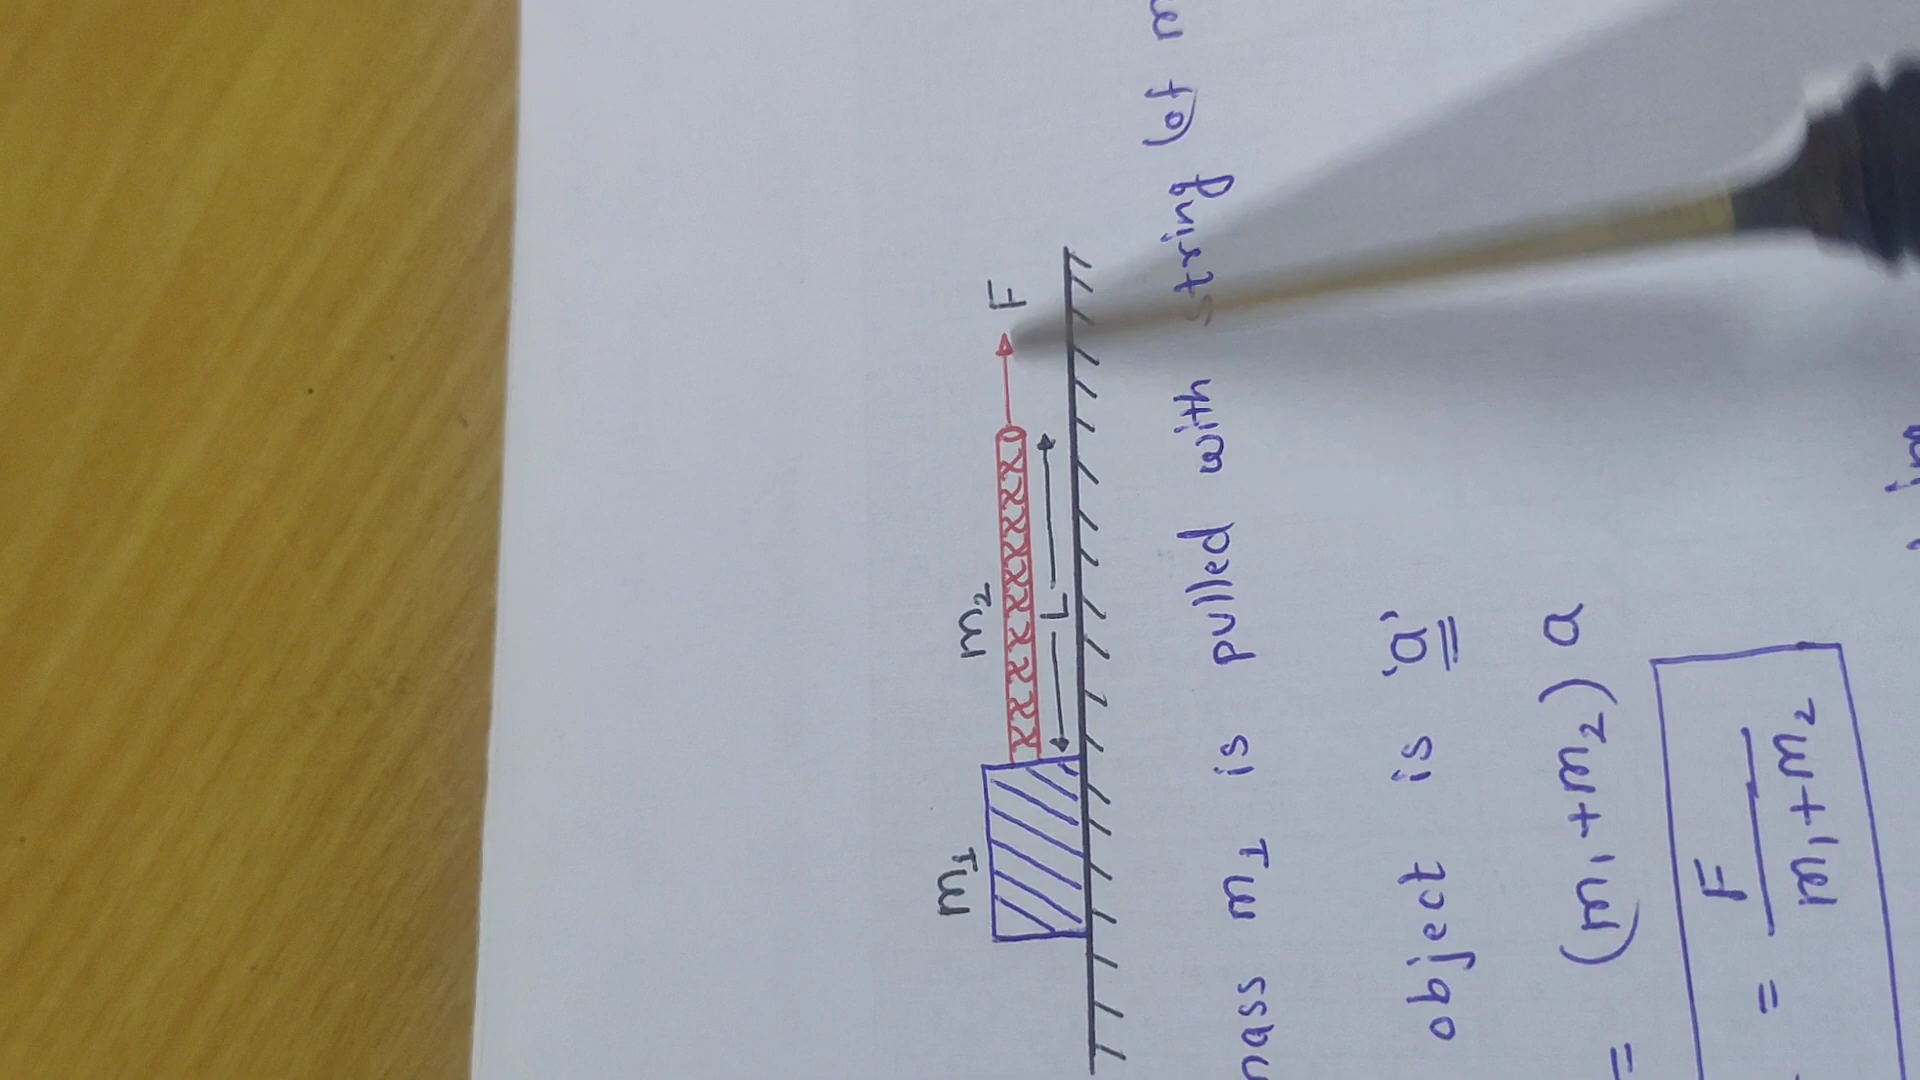 F
m₂
L
m₁
mass m₁ is pulled with string (of
object is 'a'
= (m₁+m₂) a
= F / m₁+m₂